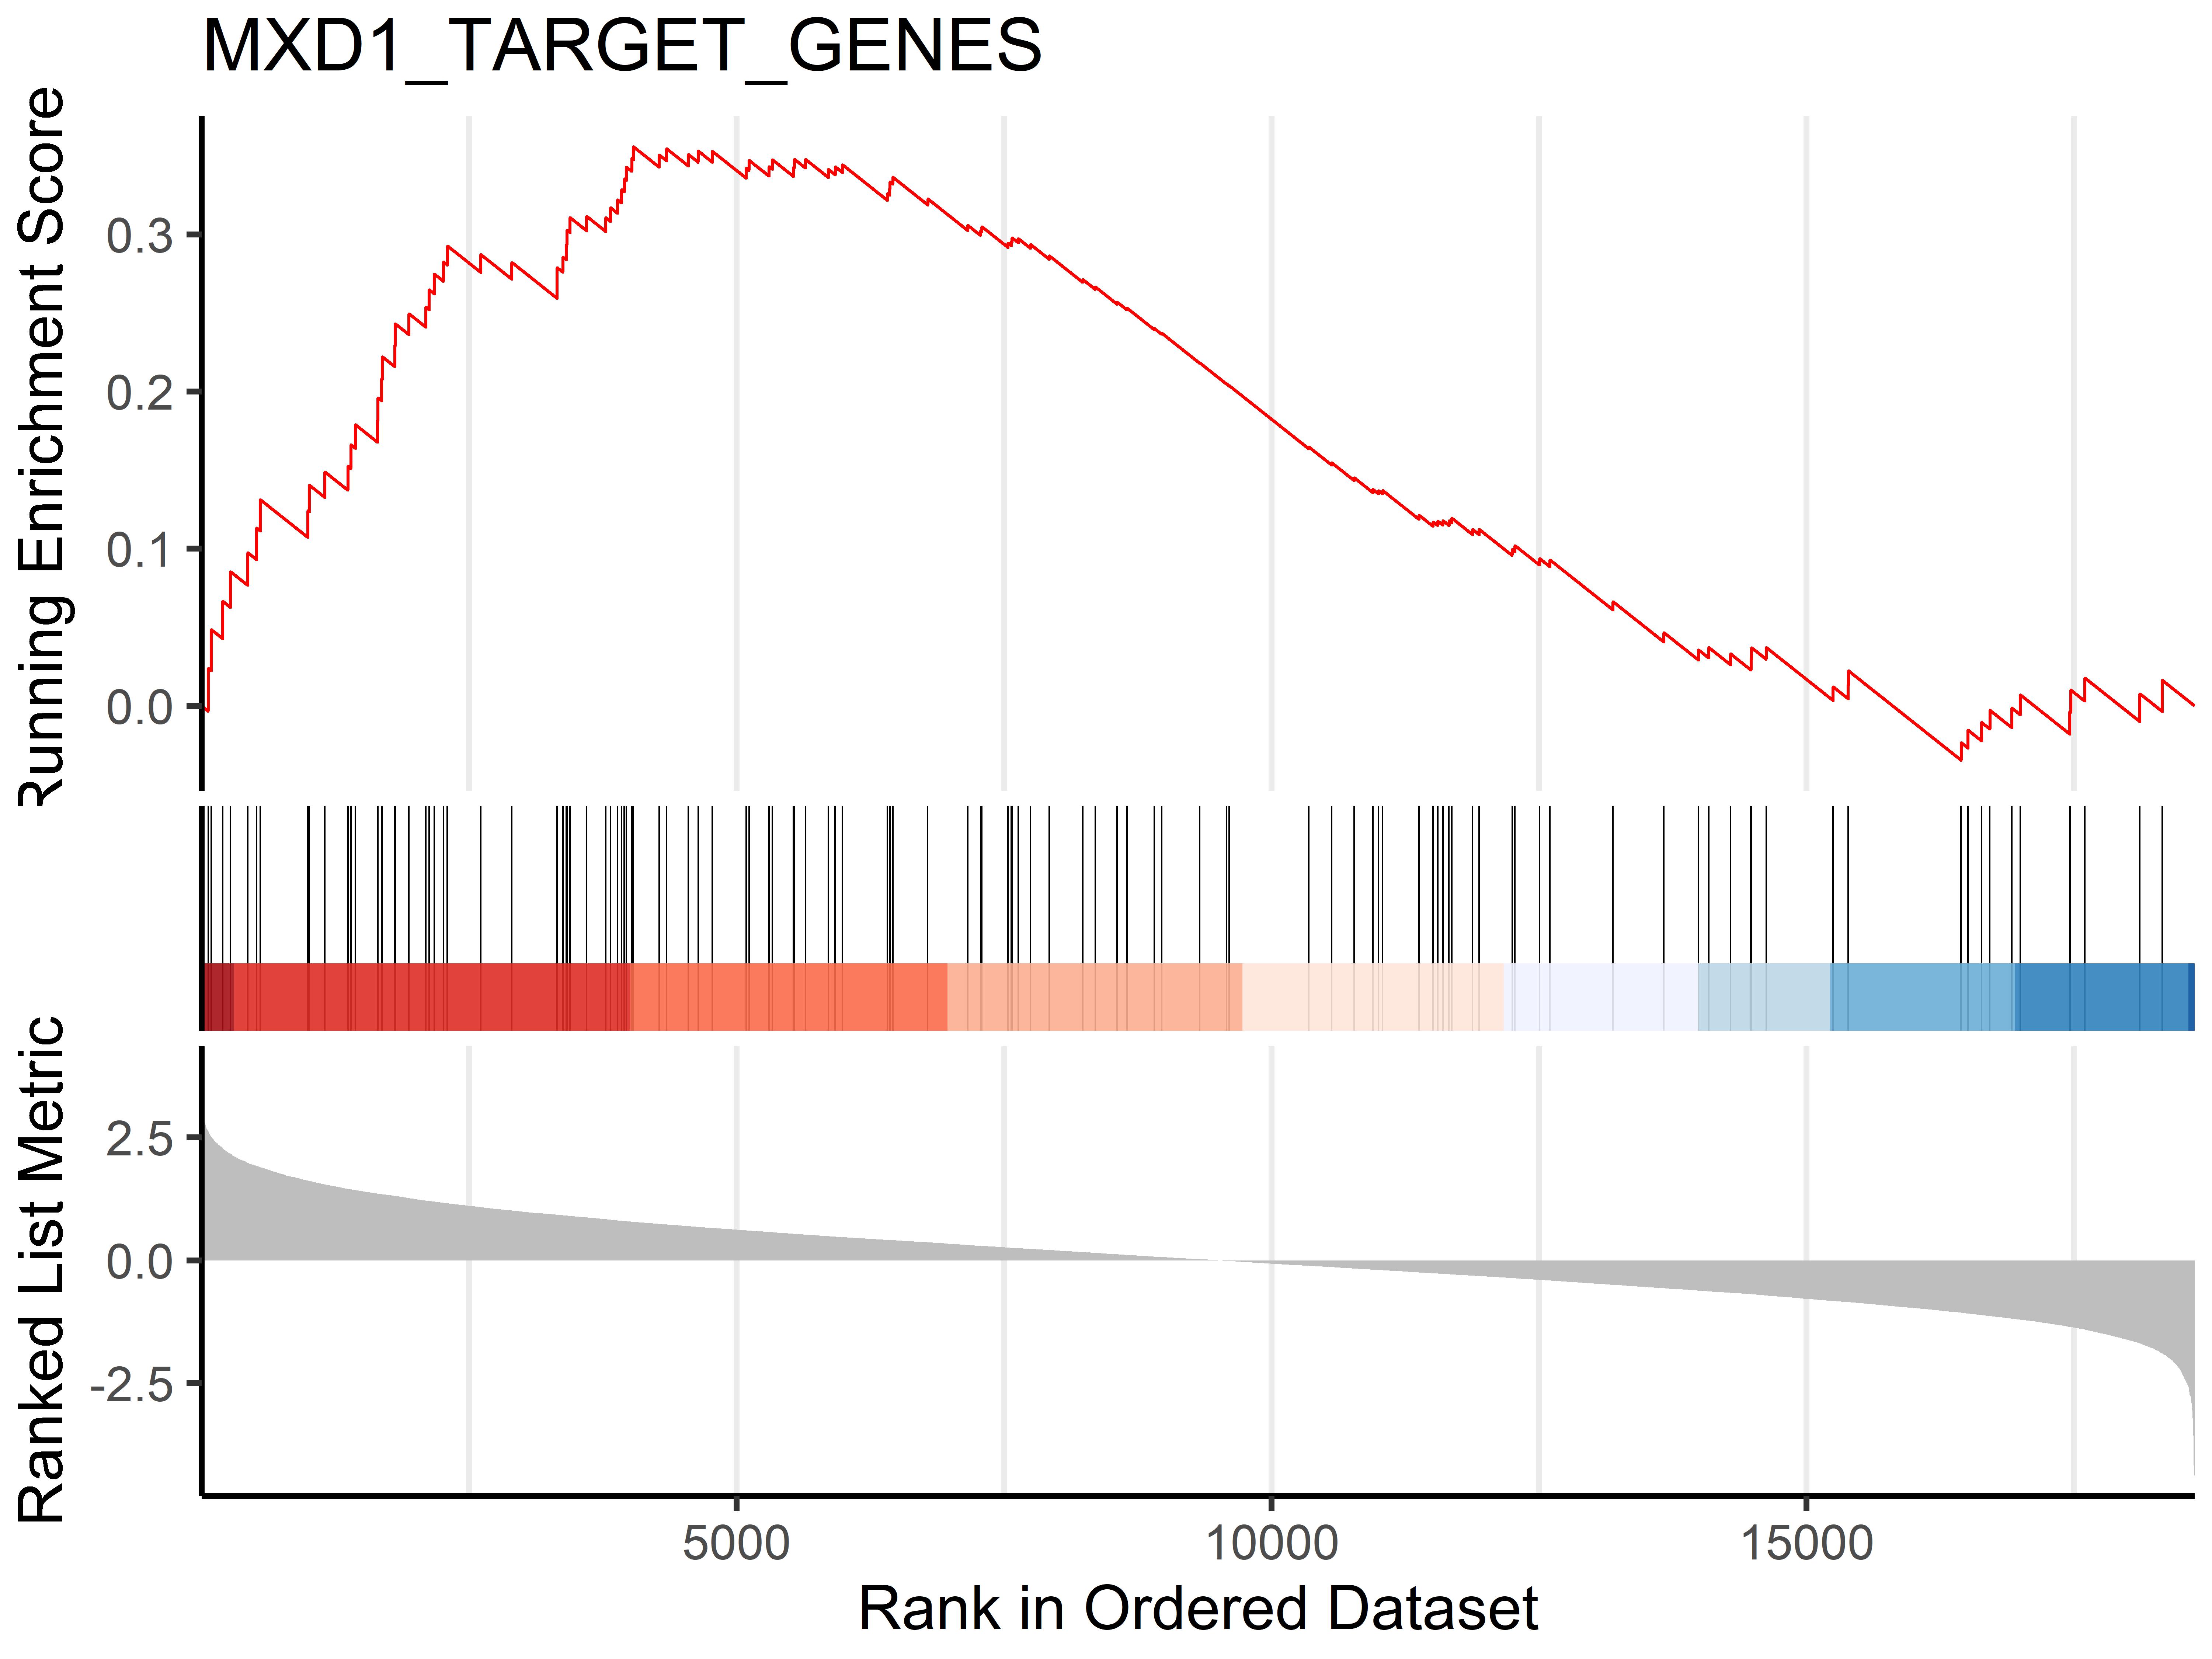 MXD1_TARGET_GENES
Running Enrichment Score
0.3
0.2
0.1
0.0
Ranked List Metric
2.5
0.0
-2.5
5000
10000
15000
Rank in Ordered Dataset